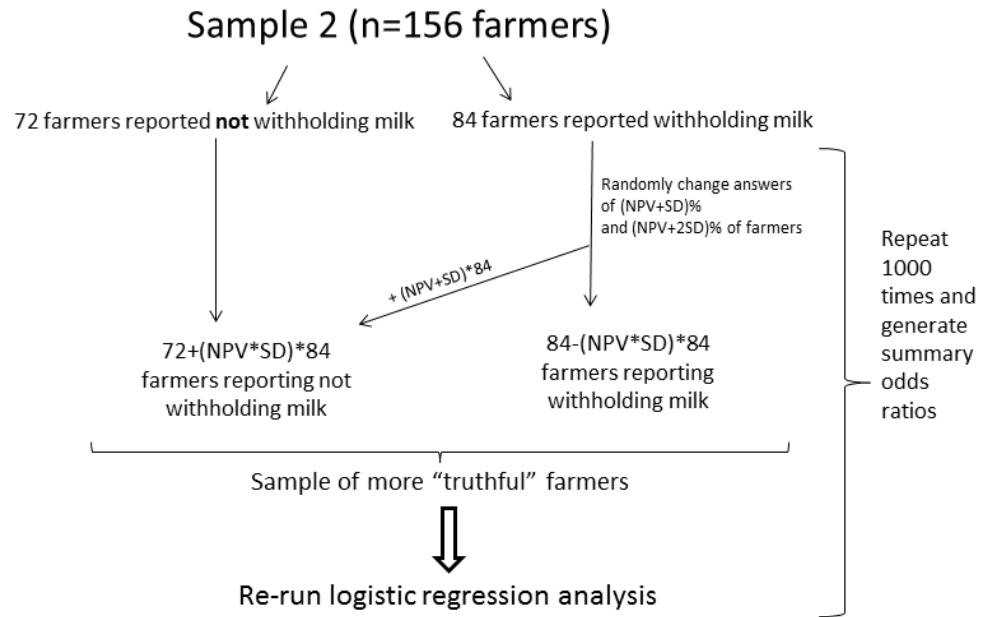 Sample 2 (n=156 farmers)
72 farmers reported not withholding milk
84 farmers reported withholding milk
Randomly change answers
of (NPV+SD)%
and (NPV+2SD)% of farmers
+ (NPV+SD)*84
72+(NPV*SD)*84
farmers reporting not
withholding milk
84-(NPV*SD)*84
farmers reporting
withholding milk
Repeat
1000
times and
generate
summary
odds
ratios
Sample of more “truthful” farmers
Re-run logistic regression analysis